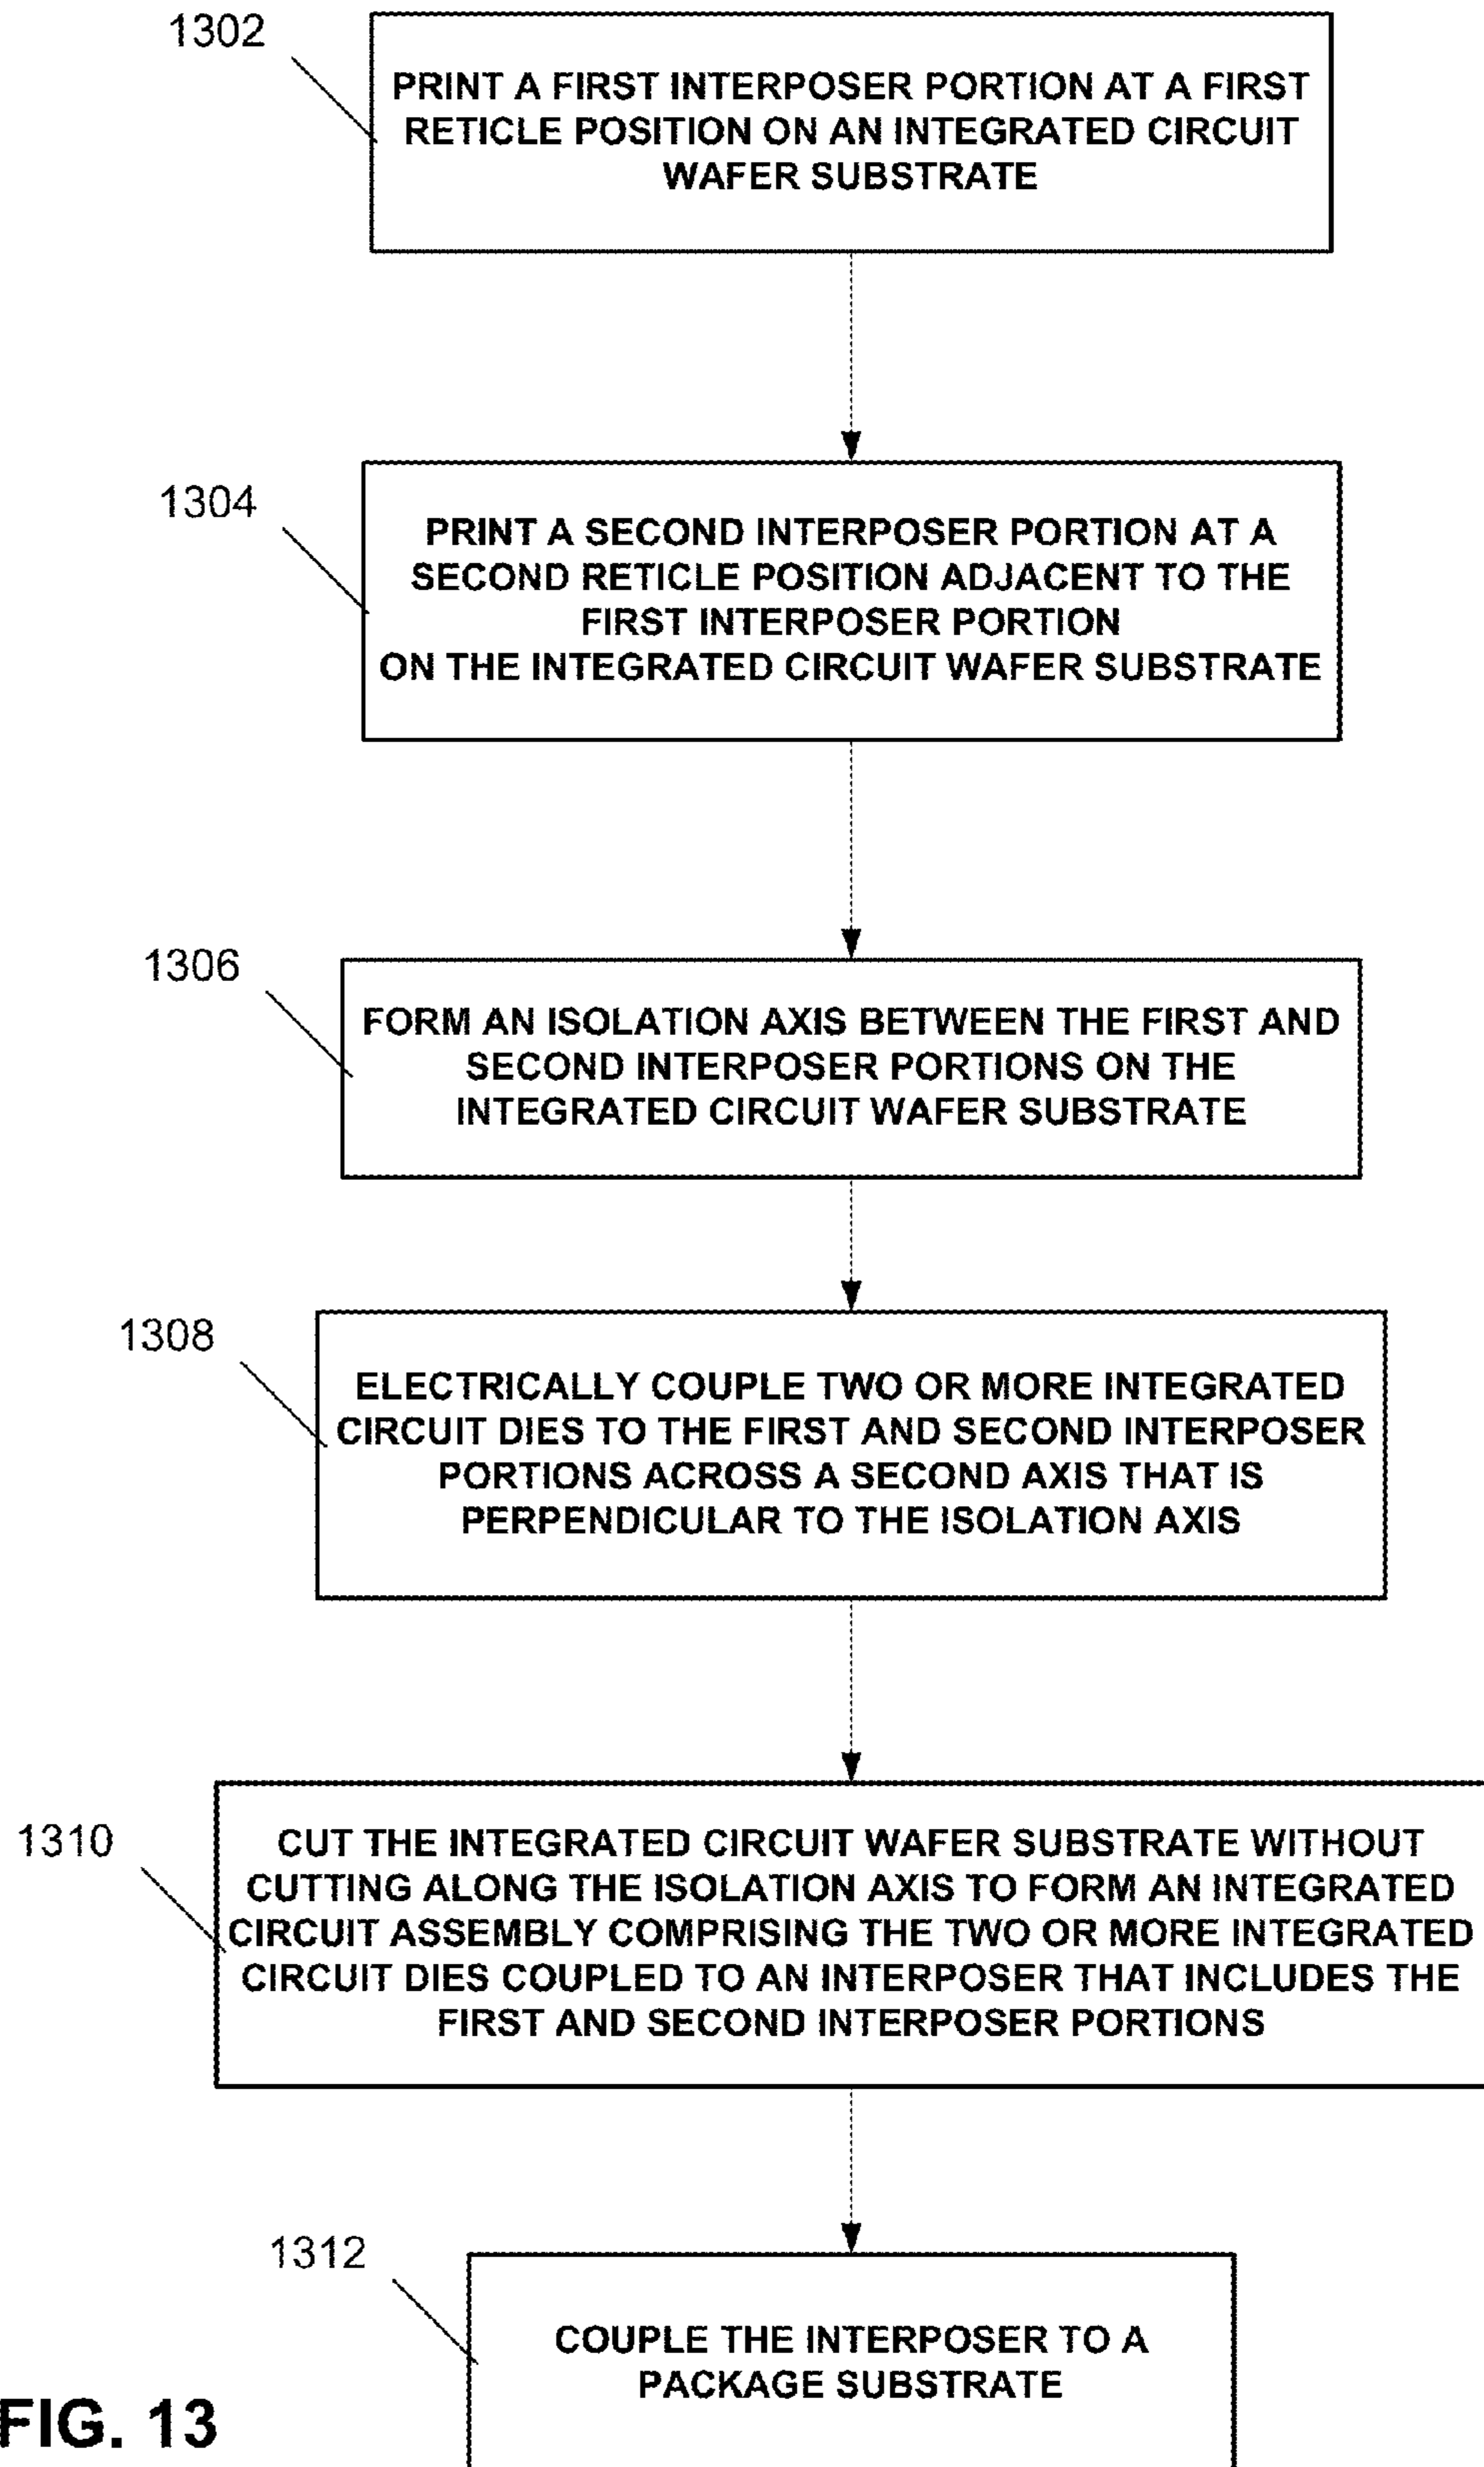 1302
PRINT A FIRST INTERPOSER PORTION AT A FIRST
RETICLE POSITION ON AN INTEGRATED CIRCUIT
WAFER SUBSTRATE
1304
PRINT A SECOND INTERPOSER PORTION AT A
SECOND RETICLE POSITION ADJACENT TO THE
FIRST INTERPOSER PORTION
ON THE INTEGRATED CIRCUIT WAFER SUBSTRATE
1306
FORM AN ISOLATION AXIS BETWEEN THE FIRST AND
SECOND INTERPOSER PORTIONS ON THE
INTEGRATED CIRCUIT WAFER SUBSTRATE
1308
ELECTRICALLY COUPLE TWO OR MORE INTEGRATED
CIRCUIT DIES TO THE FIRST AND SECOND INTERPOSER
PORTIONS ACROSS A SECOND AXIS THAT IS
PERPENDICULAR TO THE ISOLATION AXIS
1310
CUT THE INTEGRATED CIRCUIT WAFER SUBSTRATE WITHOUT
CUTTING ALONG THE ISOLATION AXIS TO FORM AN INTEGRATED
CIRCUIT ASSEMBLY COMPRISING THE TWO OR MORE INTEGRATED
CIRCUIT DIES COUPLED TO AN INTERPOSER THAT INCLUDES THE
FIRST AND SECOND INTERPOSER PORTIONS
1312
COUPLE THE INTERPOSER TO A
PACKAGE SUBSTRATE
FIG. 13